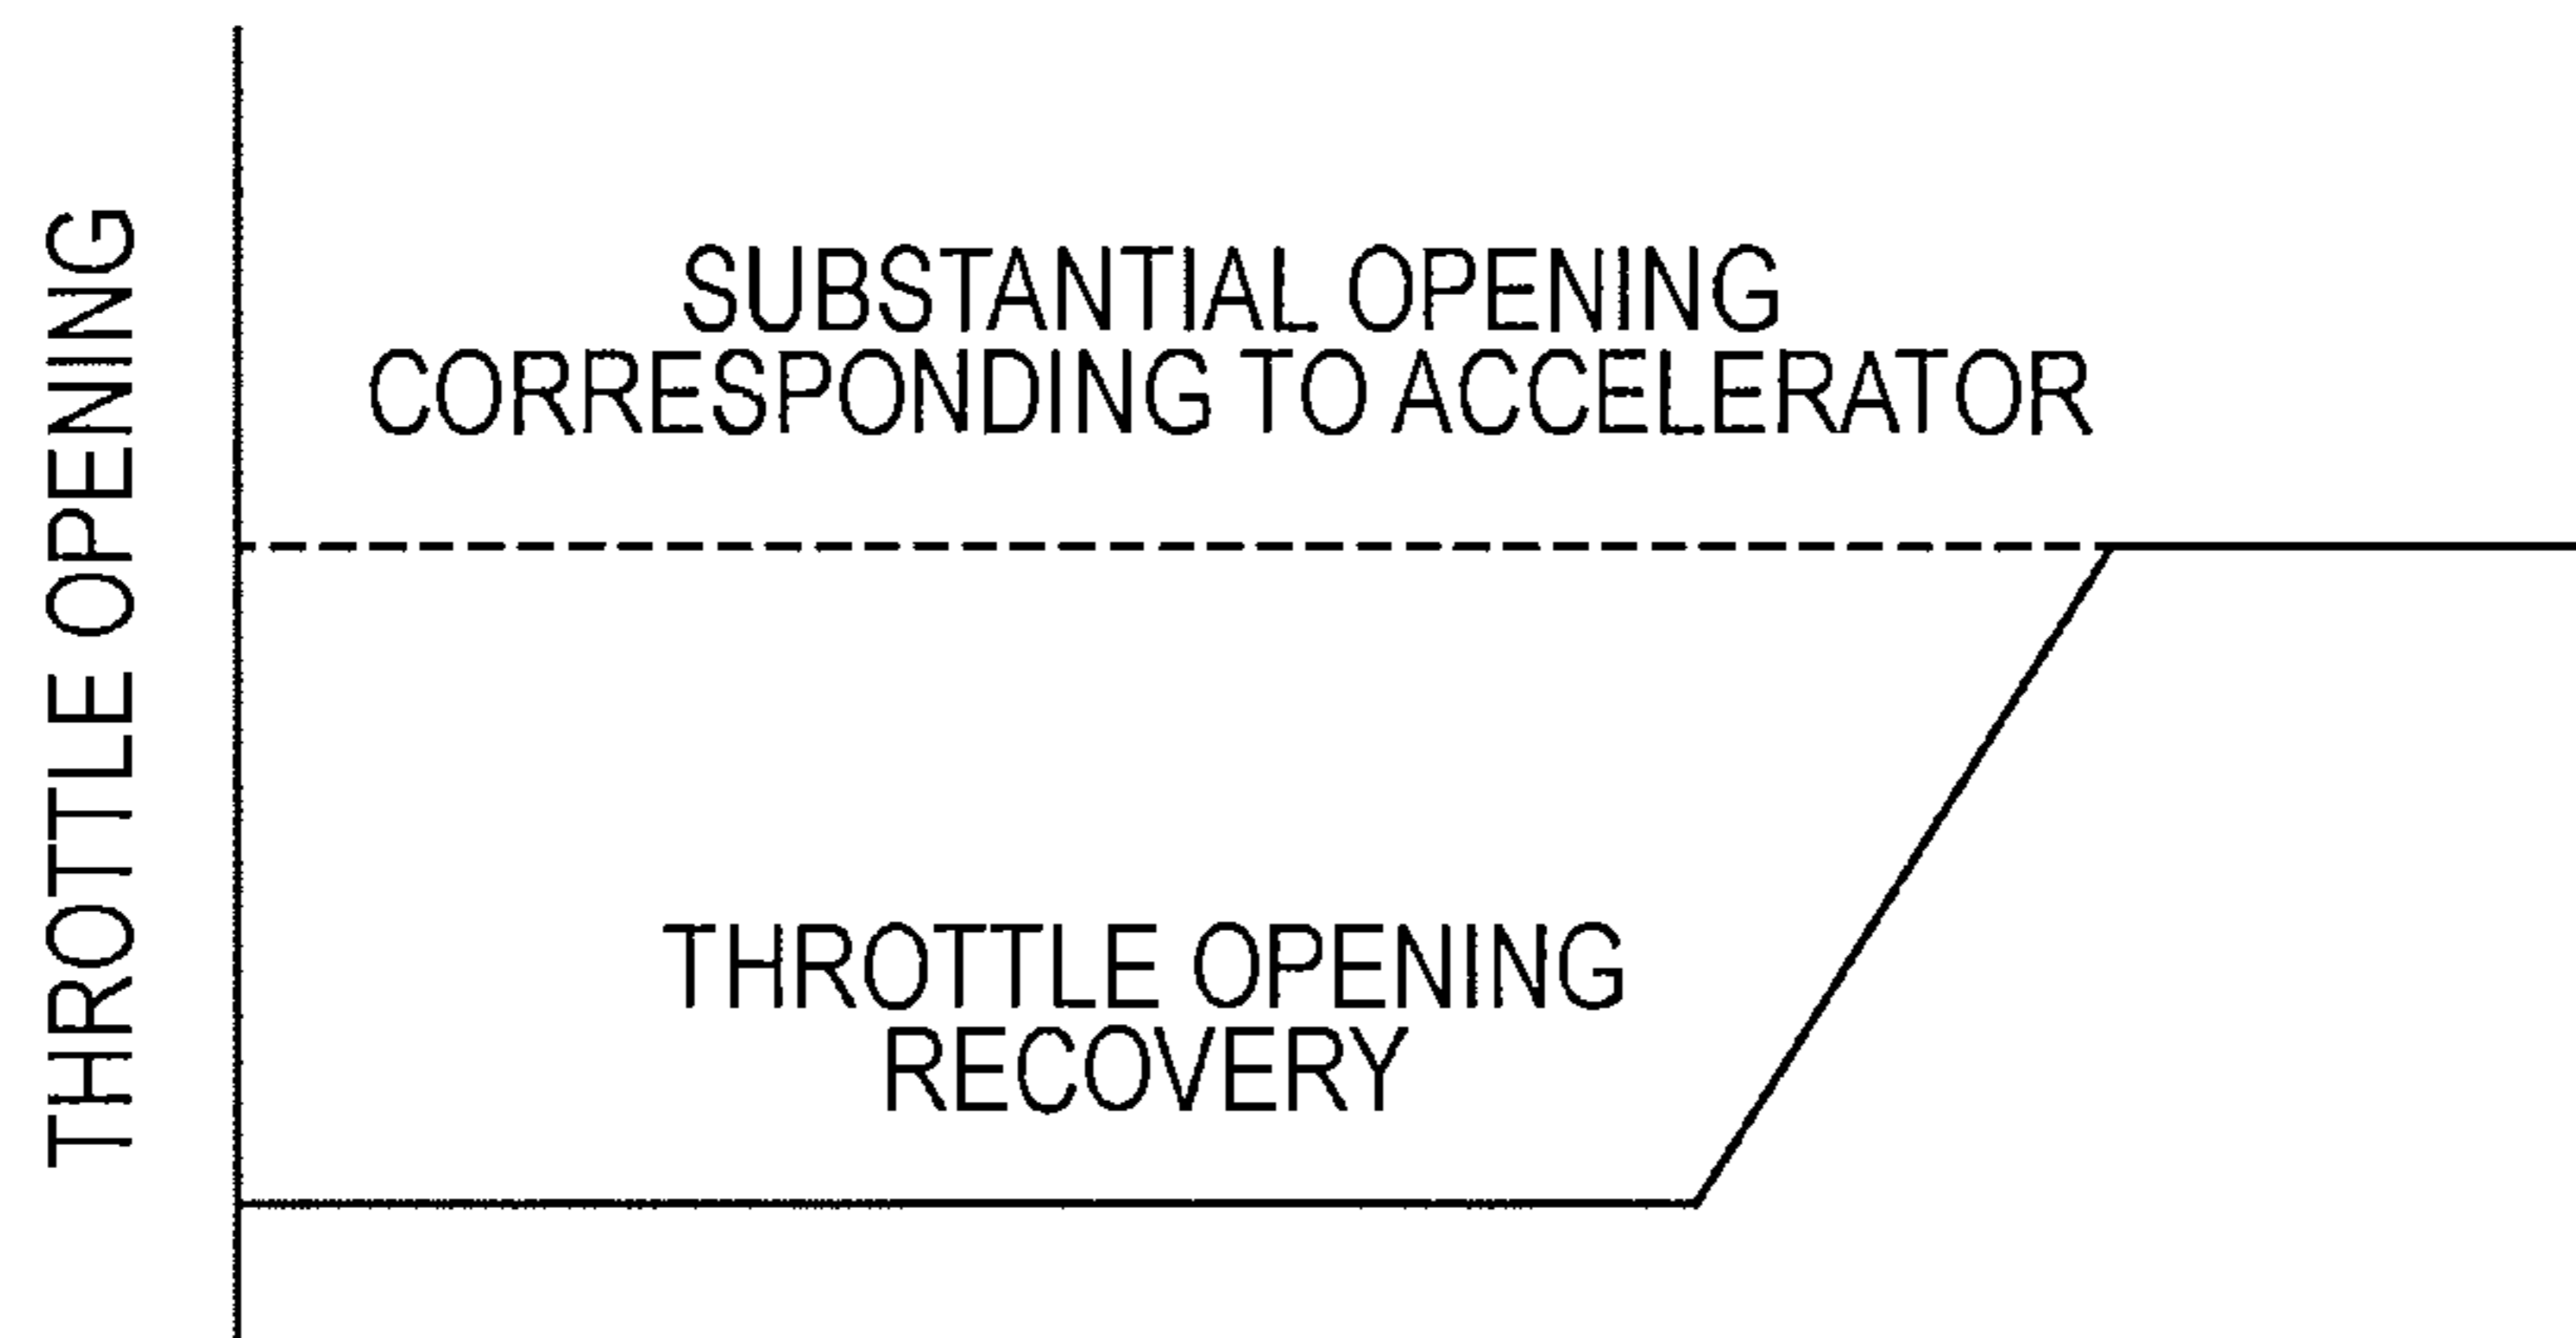 THROTTLE OPENING
SUBSTANTIAL OPENING
CORRESPONDING TO ACCELERATOR
THROTTLE OPENING
RECOVERY